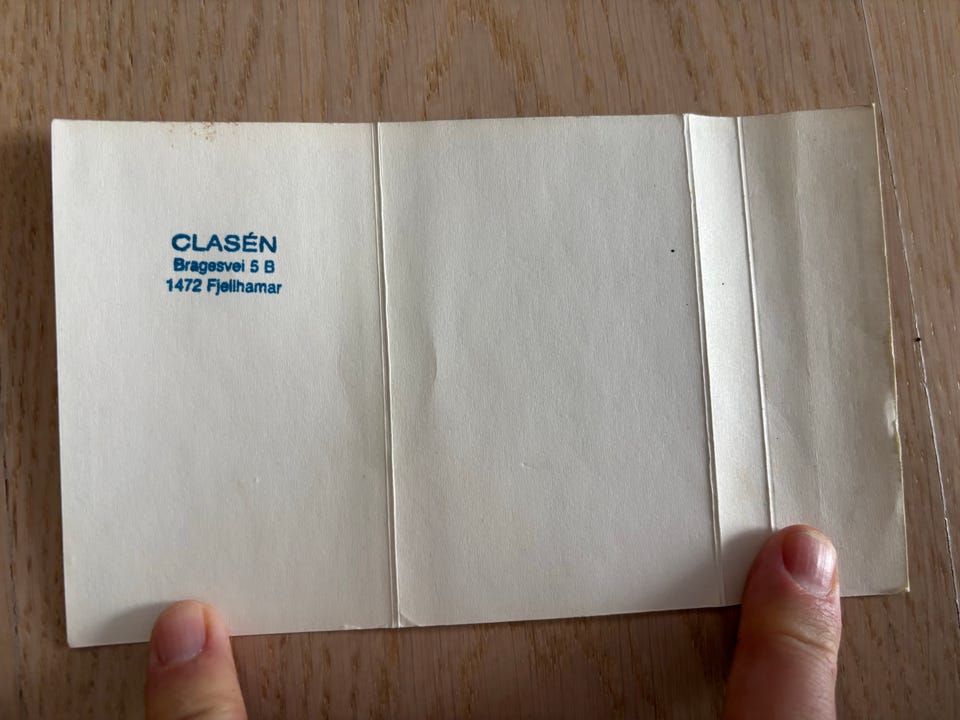 CLASÉN
Bragesvei 5 B
1472 Fjellhamar